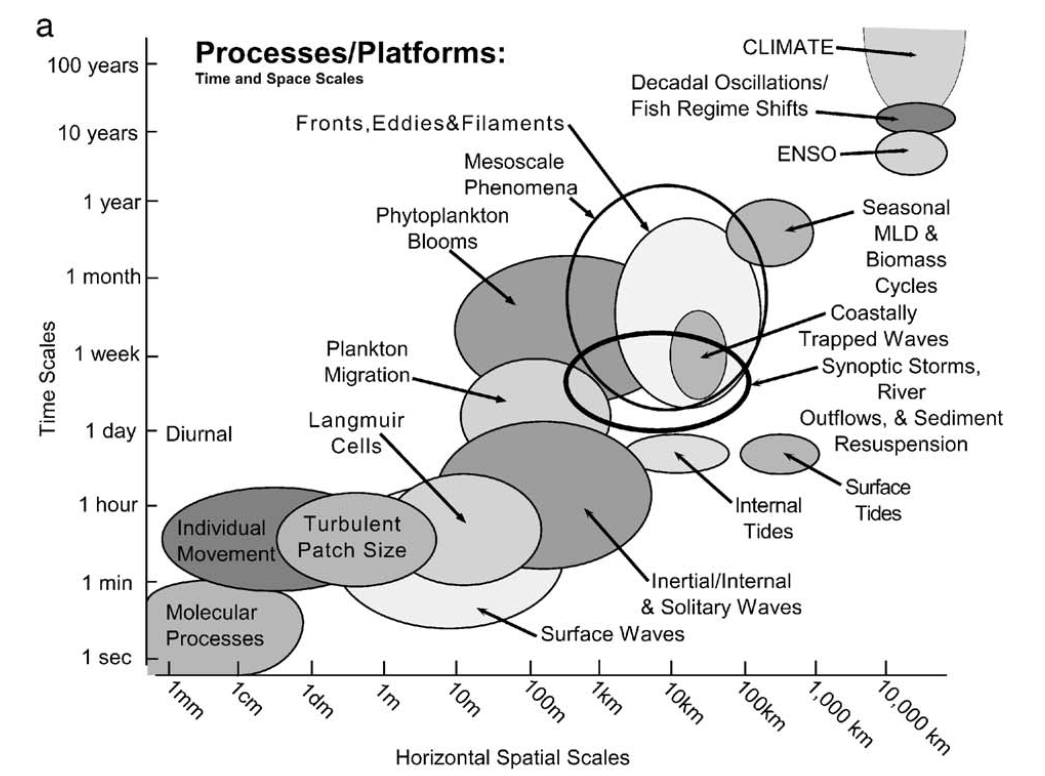 a
Processes/Platforms:
Time and Space Scales
CLIMATE
100 years
Decadal Oscillations/
Fish Regime Shifts
Fronts,Eddies&Filaments
10 years
ENSO
Mesoscale
Phenomena
1 year
Seasonal
MLD &
Biomass
Cycles
Phytoplankton
Blooms
1 month
Coastally
Trapped Waves
Plankton
Migration
1 week
Synoptic Storms,
River
Outflows, & Sediment
Resuspension
Time Scales
Langmuir
Cells
1 day
Diurnal
Surface
Tides
Internal
Tides
1 hour
Individual
Movement
Turbulent
Patch Size
1 min
Inertial/Internal
& Solitary Waves
Molecular
Processes
Surface Waves
1 sec
1mm
1cm
1dm
1m
10m
100m
1km
10km
100km
1,000 km
10,000 km
Horizontal Spatial Scales